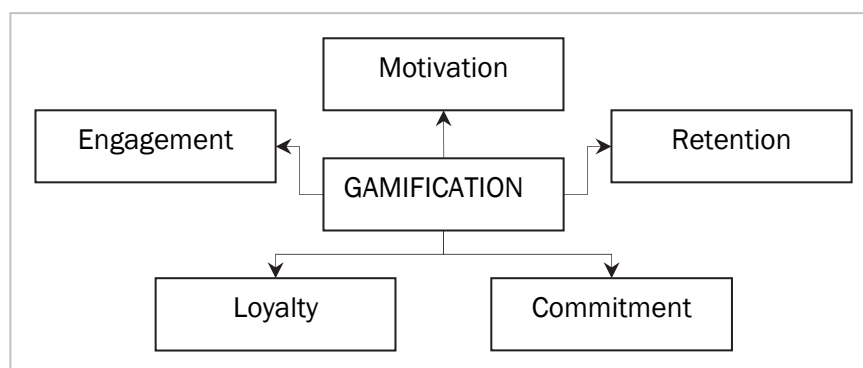 Motivation
Engagement
Retention
GAMIFICATION
Loyalty
Commitment